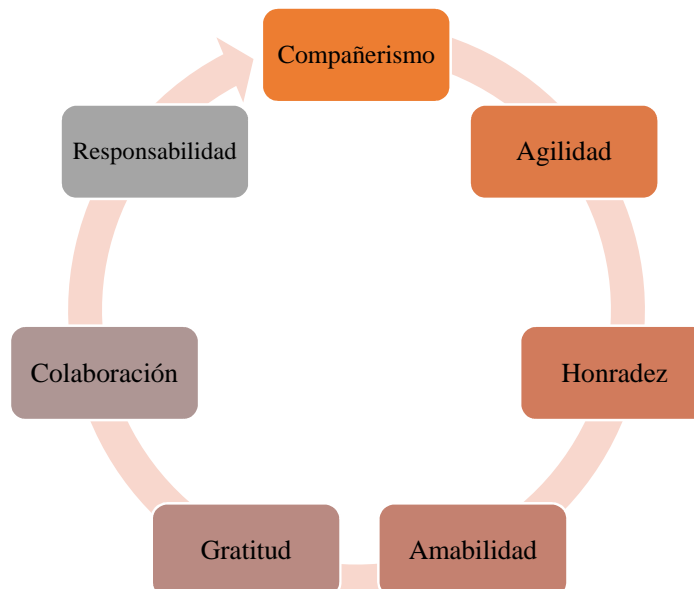 Compañerismo
Agilidad
Honradez
Amabilidad
Gratitud
Colaboración
Responsabilidad